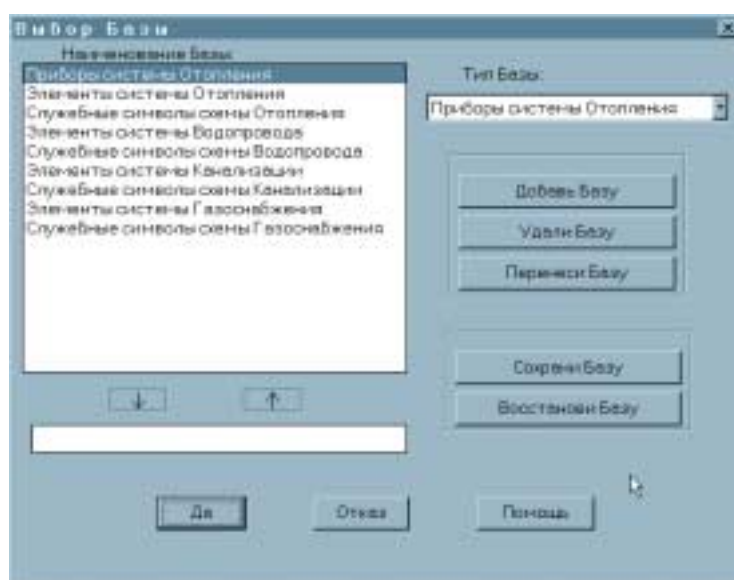 Выбор Базы
Наименование Базы:
Приборы системы Отопления
Элементы системы Отопления
Служебные символы схемы Отопления
Элементы системы Водопровода
Служебные символы схемы Водопровода
Элементы системы Канализации
Служебные символы схемы Канализации
Элементы системы Газоснабжения
Служебные символы схемы Газоснабжения
Тип Базы:
Приборы системы Отопления
Добавь Базу
Удали Базу
Перенеси Базу
Сохрани Базу
Восстанови Базу
Да
Отказ
Помощь